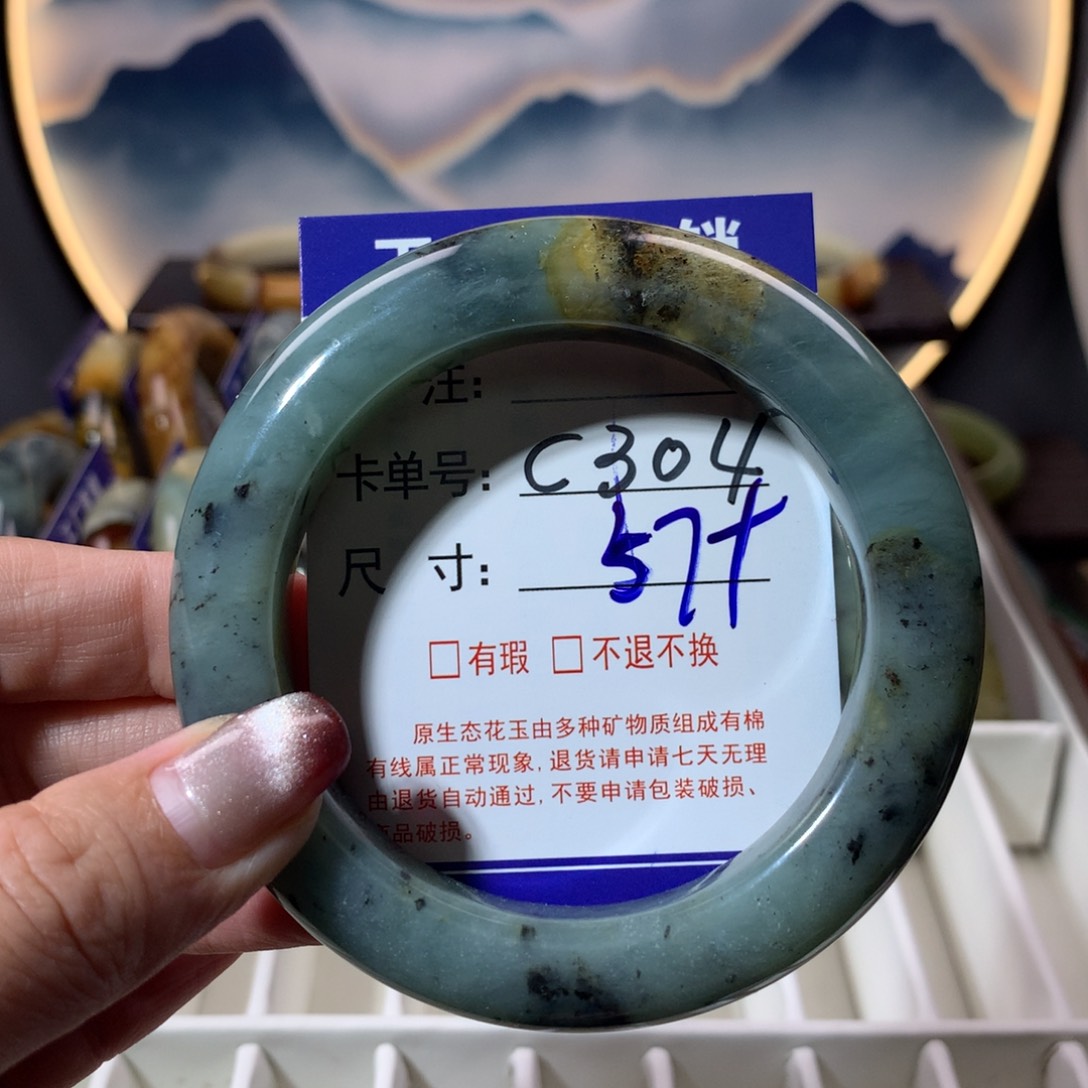 销
注:
卡单号: C304
尺 寸: 57+
□有瑕 □不退不换
原生态花玉由多种矿物质组成有棉
有线属正常现象,退货请申请七天无理
由退货自动通过,不要申请包装破损、
商品破损。